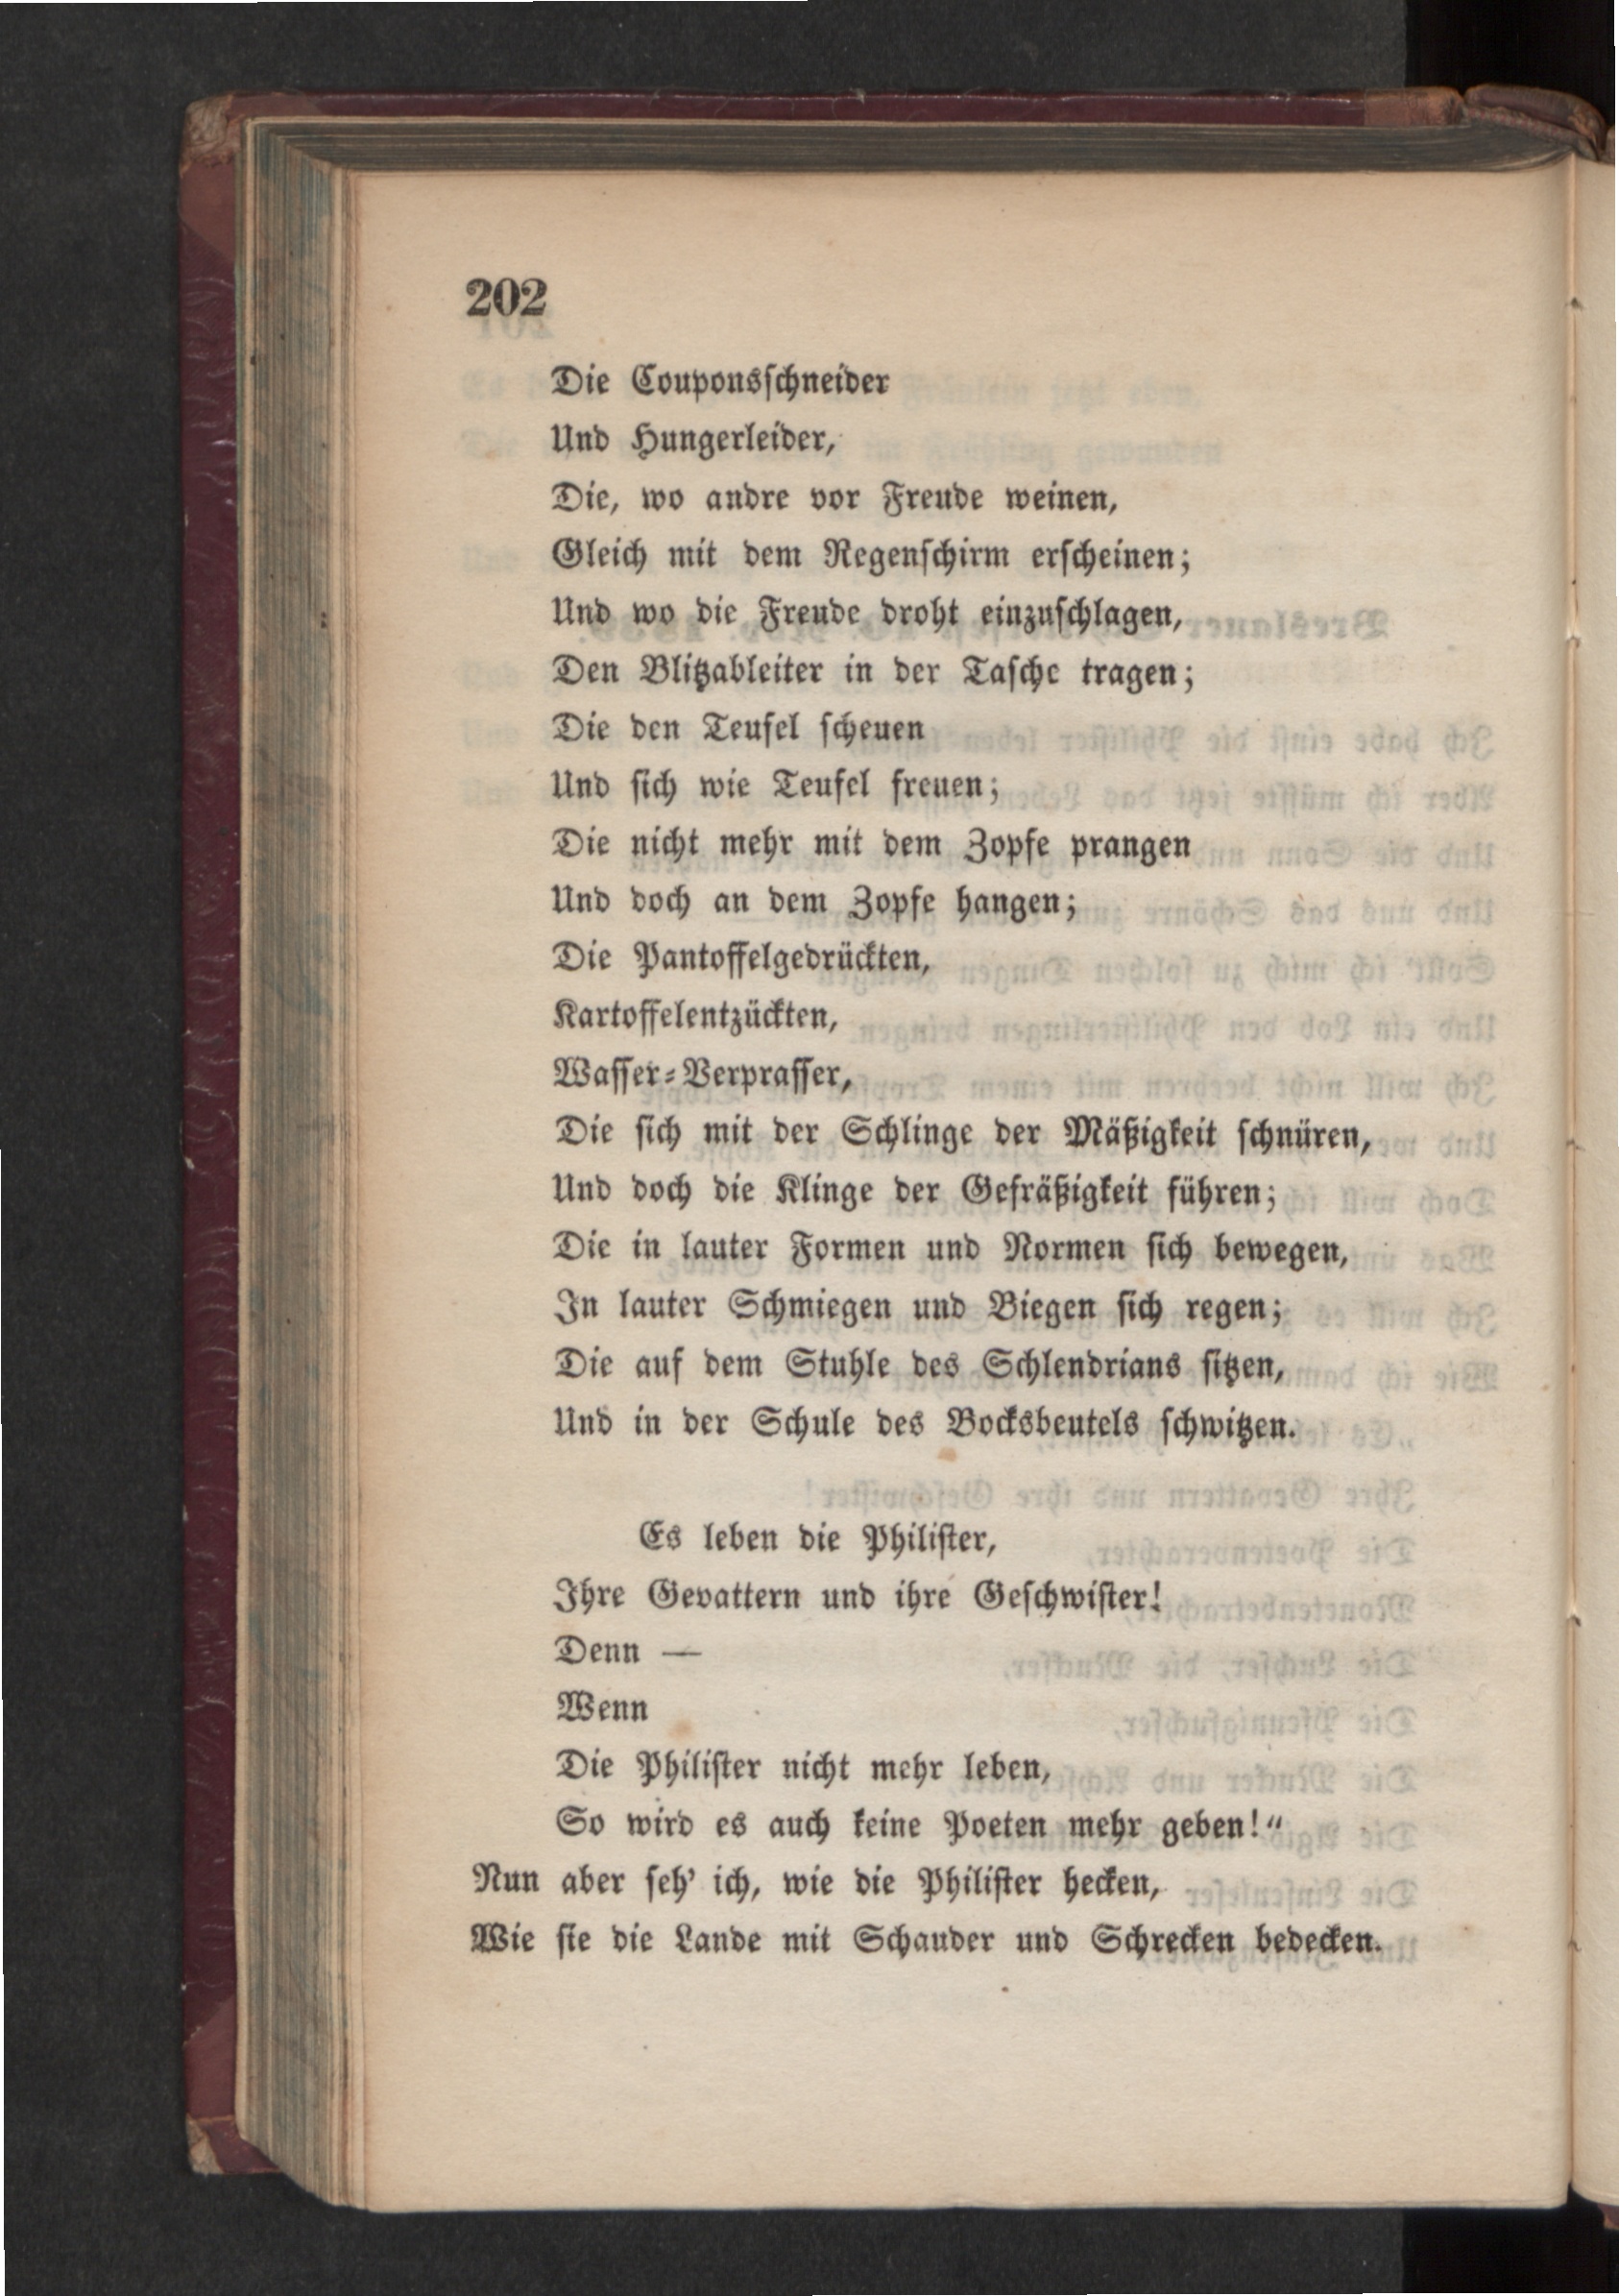 202
Die Couponsschneider
Und Hungerleider,
Die, wo andre vor Freude weinen,
Gleich mit dem Regenschirm erscheinen;
Und wo die Freude droht einzuschlagen,
Den Blitzableiter in der Tasche tragen;
Die den Teufel scheuen
Und sich wie Teufel freuen;
Die nicht mehr mit dem Zopfe prangen
Und doch an dem Zopfe hangen;
Die Pantoffelgedrückten,
Kartoffelentzückten,
Wasser-Verprasser,
Die sich mit der Schlinge der Mäßigkeit schnüren,
Und doch die Klinge der Gefräßigkeit führen;
Die in lauter Formen und Normen sich bewegen,
In lauter Schmiegen und Biegen sich regen;
Die auf dem Stuhle des Schlendrians sitzen,
Und in der Schule des Bocksbeutels schwitzen.
Es leben die Philister,
Ihre Gevattern und ihre Geschwister!
Denn —
Wenn
Die Philister nicht mehr leben,
So wird es auch keine Poeten mehr geben!“
Nun aber seh' ich, wie die Philister hecken,
Wie sie die Lande mit Schauder und Schrecken bedecken.